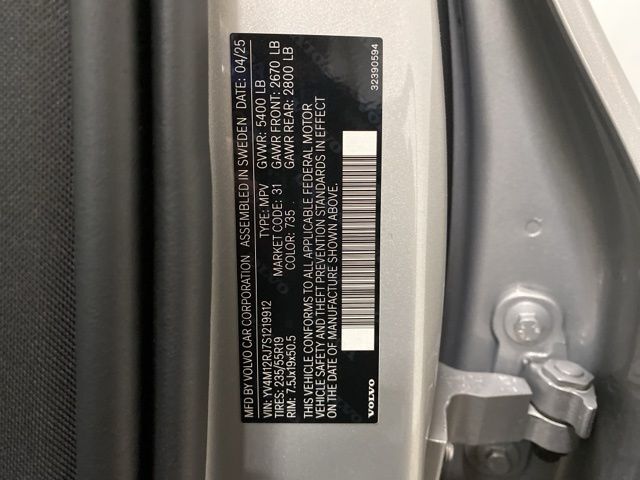 MFD BY VOLVO CAR CORPORATION ASSEMBLED IN SWEDEN DATE: 04/25
VIN: YV4M12RJ7S1219912 TYPE: MPV GVWR: 5400 LB
TIRES: 235/55R19 MARKET CODE: 31 GAWR FRONT: 2670 LB
RIM: 7.5Jx19x50.5 COLOR: 735 GAWR REAR: 2800 LB
THIS VEHICLE CONFORMS TO ALL APPLICABLE FEDERAL MOTOR
VEHICLE SAFETY AND THEFT PREVENTION STANDARDS IN EFFECT
ON THE DATE OF MANUFACTURE SHOWN ABOVE.
VOLVO 32390594